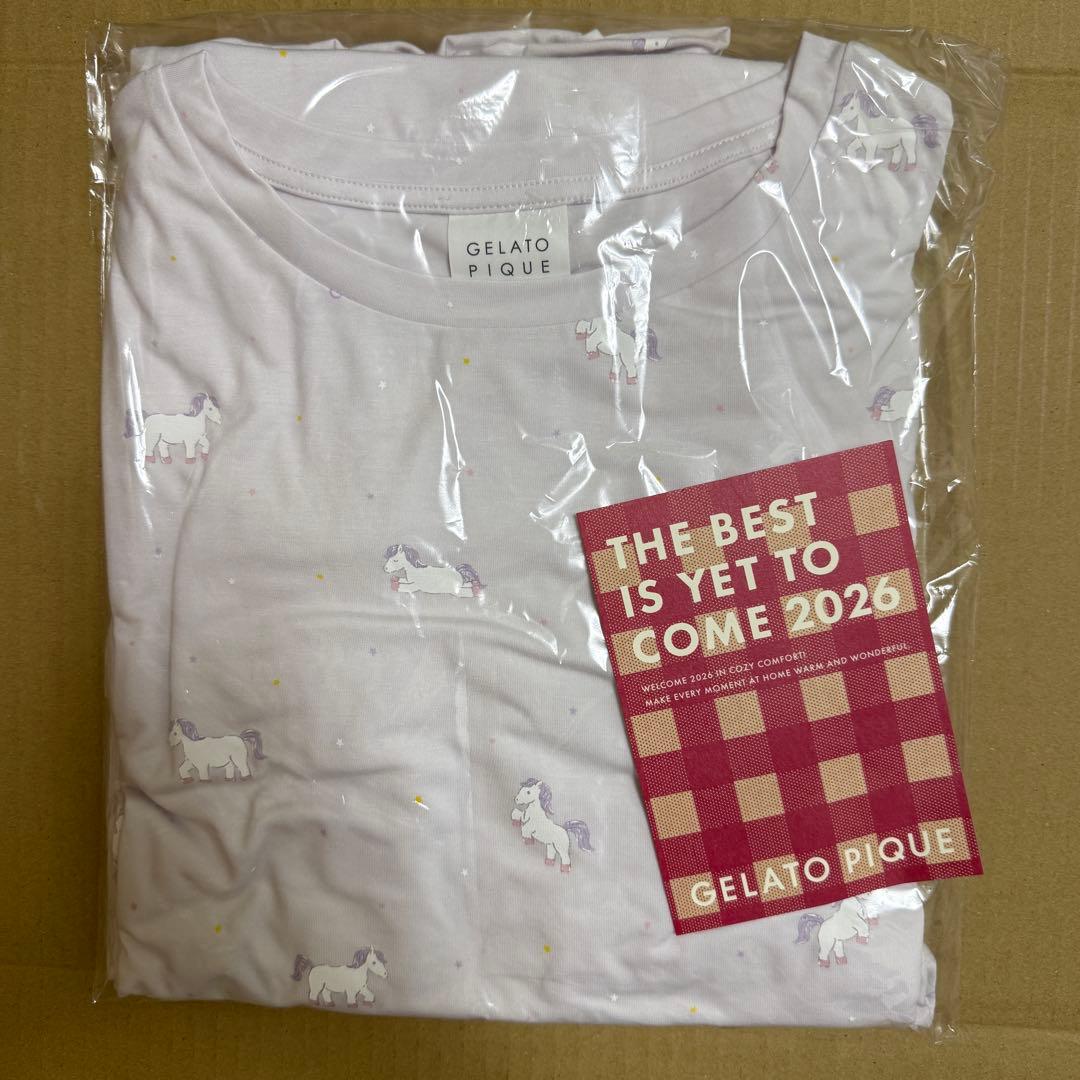 GELATO
PIQUE
THE BEST
IS YET TO
COME 2026
WELCOME 2026 IN COZY COMFORT!
MAKE EVERY MOMENT AT HOME WARM AND WONDERFUL.
GELATO PIQUE